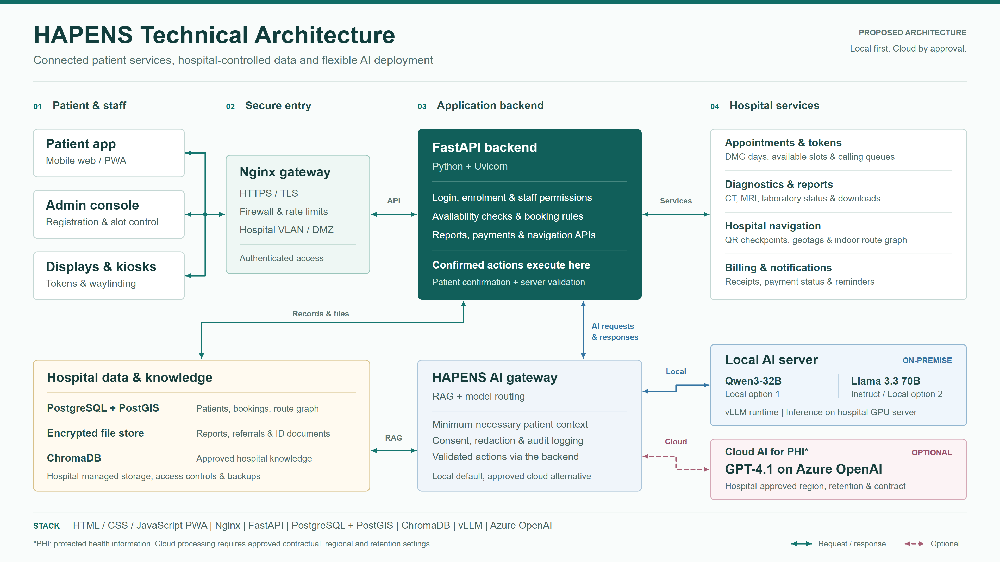 HAPENS Technical Architecture
Connected patient services, hospital-controlled data and flexible AI deployment
PROPOSED ARCHITECTURE
Local first. Cloud by approval.
01 Patient & staff
02 Secure entry
03 Application backend
04 Hospital services
Patient app
Mobile web / PWA
Admin console
Registration & slot control
Displays & kiosks
Tokens & wayfinding
Nginx gateway
HTTPS / TLS
Firewall & rate limits
Hospital VLAN / DMZ
Authenticated access
API
FastAPI backend
Python + Uvicorn
Login, enrolment & staff permissions
Availability checks & booking rules
Reports, payments & navigation APIs
Confirmed actions execute here
Patient confirmation + server validation
Services
Appointments & tokens
DMG days, available slots & calling queues
Diagnostics & reports
CT, MRI, laboratory status & downloads
Hospital navigation
QR checkpoints, geotags & indoor route graph
Billing & notifications
Receipts, payment status & reminders
Records & files
AI requests
& responses
Hospital data & knowledge
PostgreSQL + PostGIS Patients, bookings, route graph
Encrypted file store Reports, referrals & ID documents
ChromaDB Approved hospital knowledge
Hospital-managed storage, access controls & backups
RAG
HAPENS AI gateway
RAG + model routing
Minimum-necessary patient context
Consent, redaction & audit logging
Validated actions via the backend
Local default; approved cloud alternative
Local
Cloud
Local AI server
ON-PREMISE
Qwen3-32B
Local option 1
Llama 3.3 70B
Instruct / Local option 2
vLLM runtime | Inference on hospital GPU server
Cloud AI for PHI*
OPTIONAL
GPT-4.1 on Azure OpenAI
Hospital-approved region, retention & contract
STACK HTML / CSS / JavaScript PWA | Nginx | FastAPI | PostgreSQL + PostGIS | ChromaDB | vLLM | Azure OpenAI
*PHI: protected health information. Cloud processing requires approved contractual, regional and retention settings.
Request / response
Optional